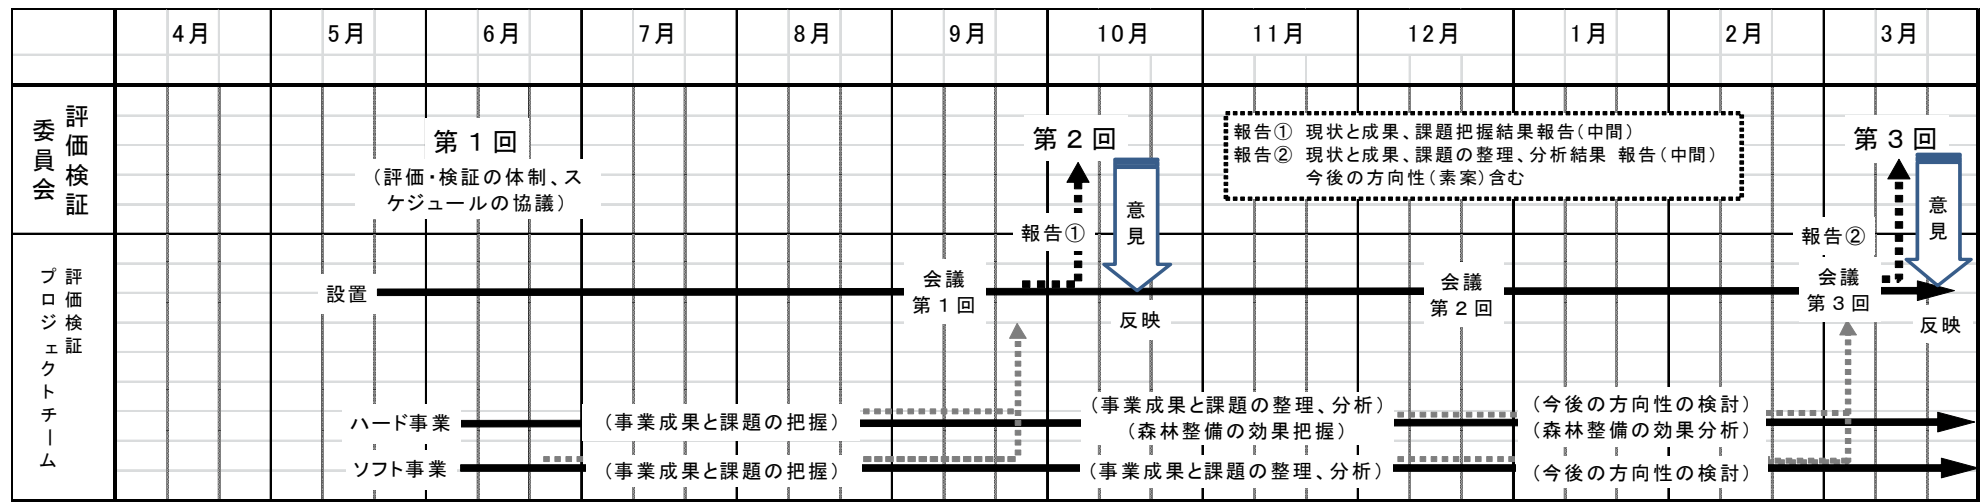 4月 5月 6月 7月 8月 9月 10月 11月 12月 1月 2月 3月
評価検証
委員会
第１回
（評価・検証の体制、ス
ケジュールの協議）
第２回
報告①
意見
報告① 現状と成果、課題把握結果報告（中間）
報告② 現状と成果、課題の整理、分析結果 報告（中間）
今後の方向性（素案）含む
第３回
報告②
意見
評価検証
プロジェクトチーム
設置
会議
第１回
反映
会議
第２回
会議
第３回
反映
ハード事業
（事業成果と課題の把握）
（事業成果と課題の整理、分析）
（森林整備の効果把握）
（今後の方向性の検討）
（森林整備の効果分析）
ソフト事業
（事業成果と課題の把握）
（事業成果と課題の整理、分析）
（今後の方向性の検討）